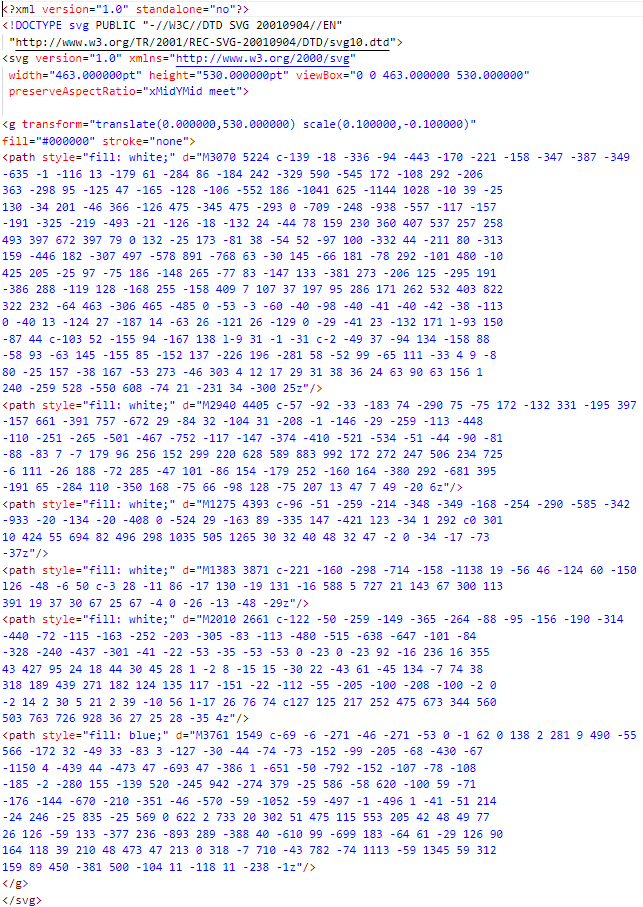 <?xml version="1.0" standalone="no"?>
<!DOCTYPE svg PUBLIC "-//W3C//DTD SVG 20010904//EN"
"http://www.w3.org/TR/2001/REC-SVG-20010904/DTD/svg10.dtd">
<svg version="1.0" xmlns="http://www.w3.org/2000/svg"
width="463.000000pt" height="530.000000pt" viewBox="0 0 463.000000 530.000000"
preserveAspectRatio="xMidYMid meet">
<g transform="translate(0.000000,530.000000) scale(0.100000,-0.100000)"
fill="#000000" stroke="none">
<path style="fill: white;" d="M3070 5224 c-139 -18 -336 -94 -443 -170 -221 -158 -347 -387 -349
-635 -1 -116 13 -179 61 -284 86 -184 242 -329 590 -545 172 -108 292 -206
363 -298 95 -125 47 -165 -128 -106 -552 186 -1041 625 -1144 1028 -10 39 -25
130 -34 201 -46 366 -126 475 -345 475 -293 0 -709 -248 -938 -557 -117 -157
-191 -325 -219 -493 -21 -126 -18 -132 24 -44 78 159 230 360 407 537 257 258
493 397 672 397 79 0 132 -25 173 -81 38 -54 52 -97 100 -332 44 -211 80 -313
159 -446 182 -307 497 -578 891 -768 63 -30 145 -66 181 -78 292 -101 480 -10
425 205 -25 97 -75 186 -148 265 -77 83 -147 133 -381 273 -206 125 -295 191
-386 288 -119 128 -168 255 -158 409 7 107 37 197 95 286 171 262 532 403 822
322 232 -64 463 -306 465 -485 0 -53 -3 -60 -40 -98 -40 -41 -40 -42 -38 -113
0 -40 13 -124 27 -187 14 -63 26 -121 26 -129 0 -29 -41 23 -132 171 l-93 150
-87 44 c-103 52 -155 94 -167 138 l-9 31 -1 -31 c-2 -49 37 -94 134 -158 88
-58 93 -63 145 -155 85 -152 137 -226 196 -281 58 -52 99 -65 111 -33 4 9 -8
80 -25 157 -38 167 -53 273 -46 303 4 12 17 29 31 38 36 24 63 90 63 156 1
240 -259 528 -550 608 -74 21 -231 34 -300 25z"/>
<path style="fill: white;" d="M2940 4405 c-57 -92 -33 -183 74 -290 75 -75 172 -132 331 -195 397
-157 661 -391 757 -672 29 -84 32 -104 31 -208 -1 -146 -29 -259 -113 -448
-110 -251 -265 -501 -467 -752 -117 -147 -374 -410 -521 -534 -51 -44 -90 -81
-88 -83 7 -7 179 96 256 152 299 220 628 589 883 992 172 272 247 506 234 725
-6 111 -26 188 -72 285 -47 101 -86 154 -179 252 -160 164 -380 292 -681 395
-191 65 -284 110 -350 168 -75 66 -98 128 -75 207 13 47 7 49 -20 6z"/>
<path style="fill: white;" d="M1275 4393 c-96 -51 -259 -214 -348 -349 -168 -254 -290 -585 -342
-933 -20 -134 -20 -408 0 -524 29 -163 89 -335 147 -421 123 -34 1 292 c0 301
10 424 55 694 82 496 298 1035 505 1265 30 32 40 48 32 47 -2 0 -34 -17 -73
-37z"/>
<path style="fill: white;" d="M1383 3871 c-221 -160 -298 -714 -158 -1138 19 -56 46 -124 60 -150
126 -48 -6 50 c-3 28 -11 86 -17 130 -19 131 -16 588 5 727 21 143 67 300 113
391 19 37 30 67 25 67 -4 0 -26 -13 -48 -29z"/>
<path style="fill: white;" d="M2010 2661 c-122 -50 -259 -149 -365 -264 -88 -95 -156 -190 -314
-440 -72 -115 -163 -252 -203 -305 -83 -113 -480 -515 -638 -647 -101 -84
-328 -240 -437 -301 -41 -22 -53 -35 -53 -53 0 -23 0 -23 92 -16 236 16 355
43 427 95 24 18 44 30 45 28 1 -2 8 -15 15 -30 22 -43 61 -45 134 -7 74 38
318 189 439 271 182 124 135 117 -151 -22 -112 -55 -205 -100 -208 -100 -2 0
-2 14 2 30 5 21 2 39 -10 56 l-17 26 76 74 c127 125 217 252 475 673 344 560
503 763 726 928 36 27 25 28 -35 4z"/>
<path style="fill: blue;" d="M3761 1549 c-69 -6 -271 -46 -271 -53 0 -1 62 0 138 2 281 9 490 -55
566 -172 32 -49 33 -83 3 -127 -30 -44 -74 -73 -152 -99 -205 -68 -430 -67
-1150 4 -439 44 -473 47 -693 47 -386 1 -651 -50 -792 -152 -107 -78 -108
-185 -2 -280 155 -139 520 -245 942 -274 379 -25 586 -58 620 -100 59 -71
-176 -144 -670 -210 -351 -46 -570 -59 -1052 -59 -497 -1 -496 1 -41 -51 214
-24 246 -25 835 -25 569 0 622 2 733 20 302 51 475 115 553 205 42 48 49 77
26 126 -59 133 -377 236 -893 289 -388 40 -610 99 -699 183 -64 61 -29 126 90
164 118 39 210 48 473 47 213 0 318 -7 710 -43 782 -74 1113 -59 1345 59 312
159 89 450 -381 500 -104 11 -118 11 -238 -1z"/>
</g>
</svg>